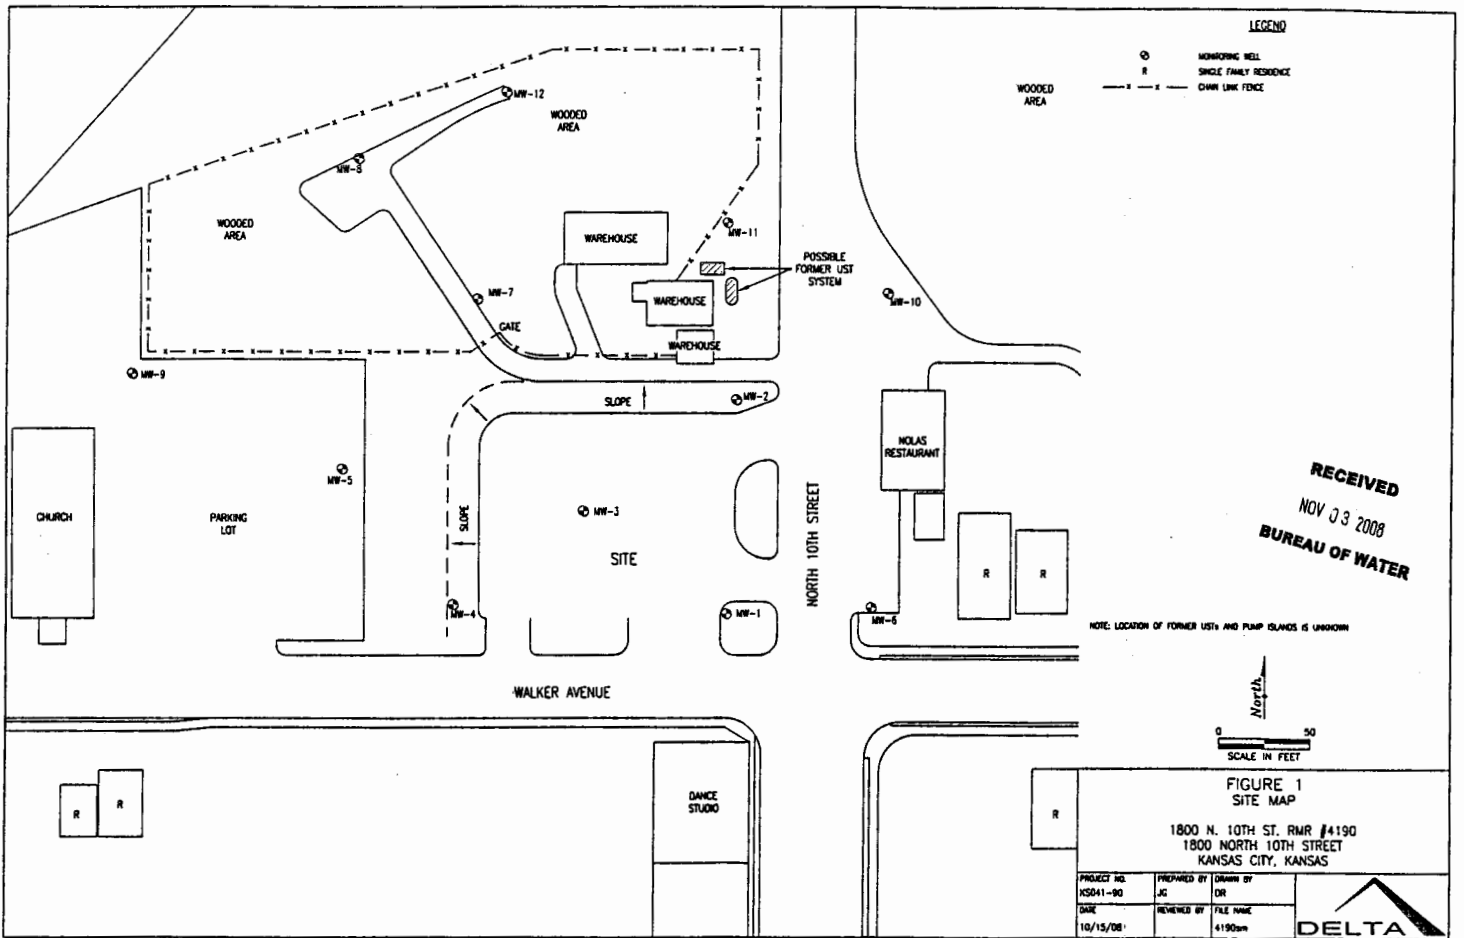 LEGEND
MONITORING WELL
R SINGLE FAMILY RESIDENCE
CHAIN LINK FENCE
WOODED
AREA
MW-12
WOODED
AREA
MW-8
WOODED
AREA
WAREHOUSE
MW-11
POSSIBLE
FORMER UST
SYSTEM
MW-7
WAREHOUSE
MW-10
GATE
WAREHOUSE
MW-9
SLOPE
MW-2
NOLAS
RESTAURANT
MW-5
CHURCH
PARKING
LOT
SLOPE
MW-3
SITE
NORTH 10TH STREET
RECEIVED
NOV 03 2008
BUREAU OF WATER
R
R
MW-4
MW-1
MW-6
NOTE: LOCATION OF FORMER USTs AND PUMP ISLANDS IS UNKNOWN
WALKER AVENUE
North
0 50
SCALE IN FEET
R
R
DANCE
STUDIO
R
FIGURE 1
SITE MAP
1800 N. 10TH ST. RMR #4190
1800 NORTH 10TH STREET
KANSAS CITY, KANSAS
PROJECT NO.
KS041-90
PREPARED BY
JG
DRAWN BY
DR
DATE
10/15/08
REVIEWED BY
FILE NAME
4190sm
DELTA